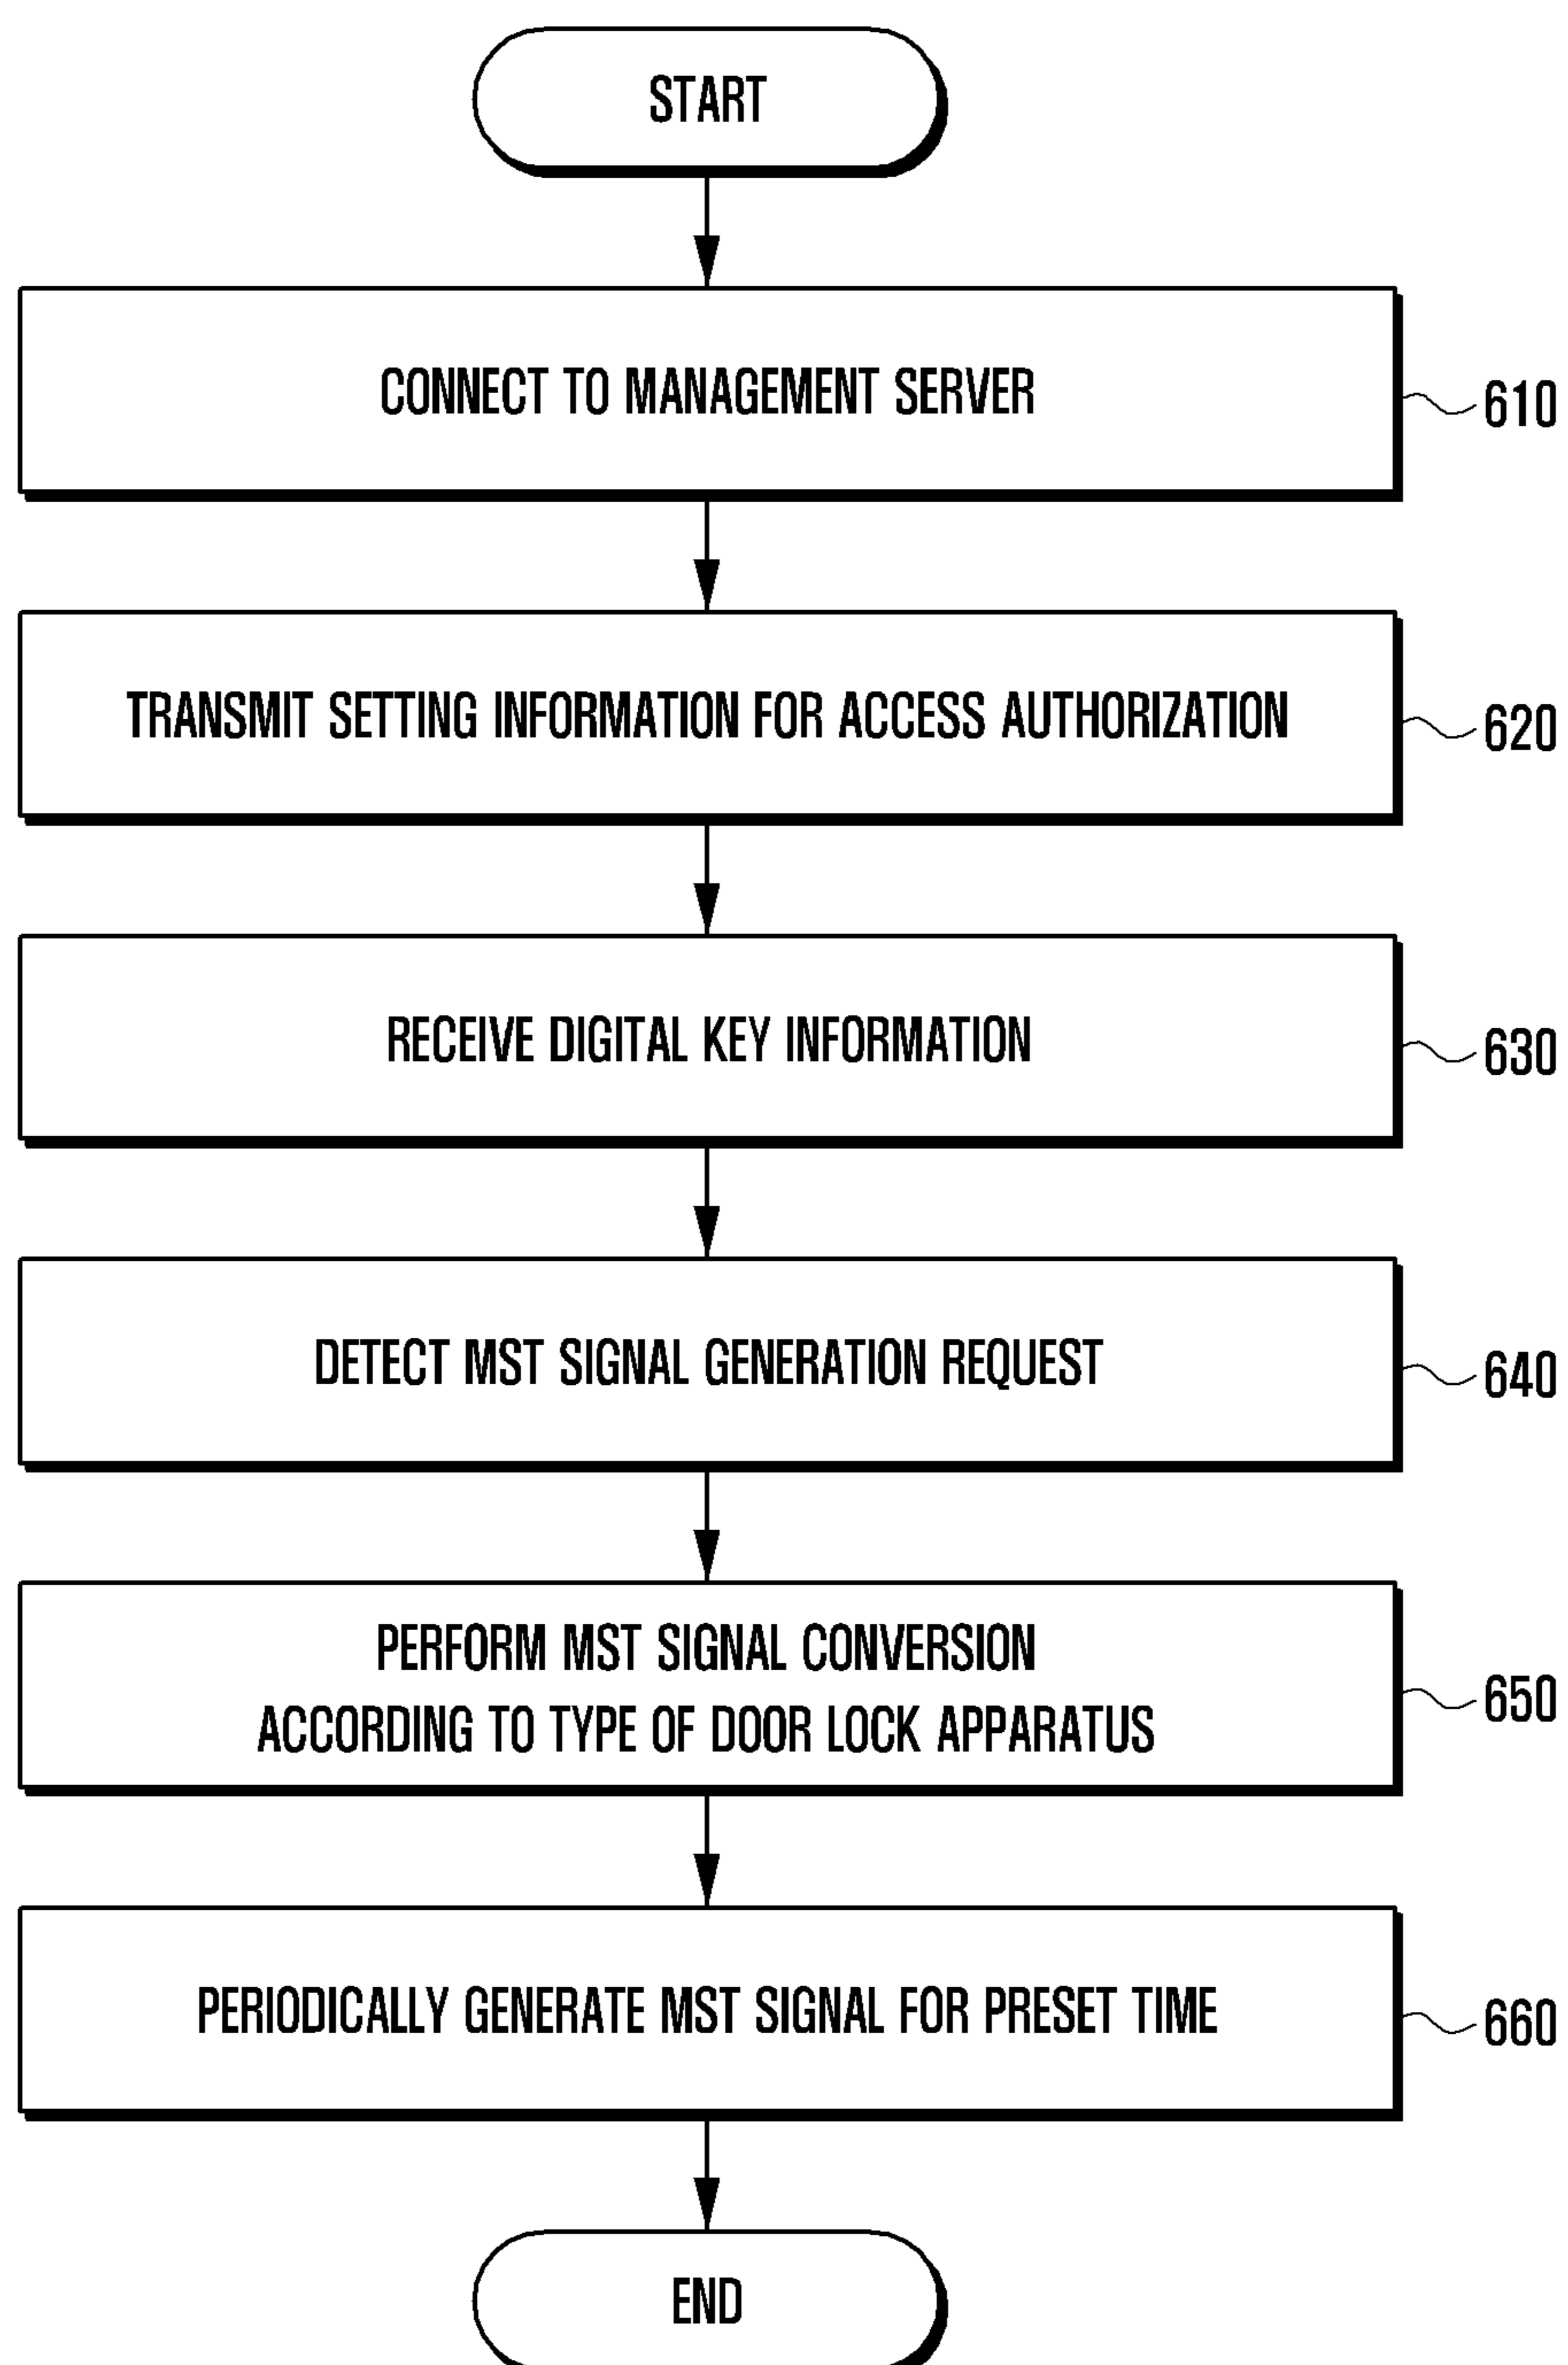 START
CONNECT TO MANAGEMENT SERVER
610
TRANSMIT SETTING INFORMATION FOR ACCESS AUTHORIZATION
620
RECEIVE DIGITAL KEY INFORMATION
630
DETECT MST SIGNAL GENERATION REQUEST
640
PERFORM MST SIGNAL CONVERSION
ACCORDING TO TYPE OF DOOR LOCK APPARATUS
650
PERIODICALLY GENERATE MST SIGNAL FOR PRESET TIME
660
END